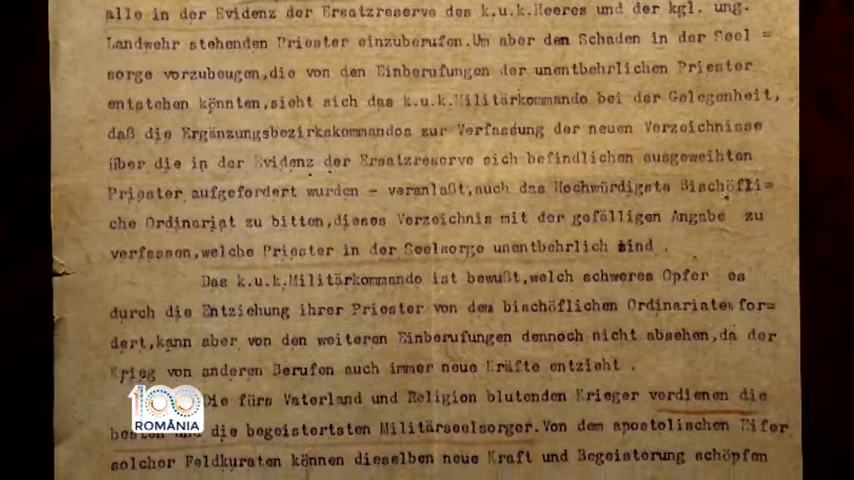 alle in der Evidenz der Ersatzreserve des k.u.k.Heeres und der kgl. ung.
Landwehr stehenden Priester einzuberufen.Um aber den Schaden in der Seel =
sorge vorzubeugen,die von den Einberufungen der unentbehrlichen Priester
entstehen könnten,sieht sich das k.u.k.Militärkommando bei der Gelegenheit,
daß die Ergänzungsbezirkskommandos zur Verfassung der neuen Verzeichnisse
über die in der Evidenz der Ersatzreserve sich befindlichen ausgeweihten
Priester aufgefordert wurden - veranlaßt,auch das Hochwürdigste Bischöfli=
che Ordinariat zu bitten,dieses Verzeichnis mit der gefälligen Angabe zu
verfassen,welche Priester in der Seelsorge unentbehrlich sind .
Das k.u.k.Militärkommando ist bewußt,welch schweres Opfer es
durch die Entziehung ihrer Priester von dem bischöflichen Ordinariate for=
dert,kann aber von den weiteren Einberufungen dennoch nicht absehen,da der
Krieg von anderen Berufen auch immer neue Kräfte entzieht .
Die fürs Vaterland und Religion blutenden Krieger verdienen die
besten und die begeistertsten Militärseelsorger.Von dem apostolischen Eifer
solcher Feldkuraten können dieselben neue Kraft und Begeisterung schöpfen
100
ROMÂNIA